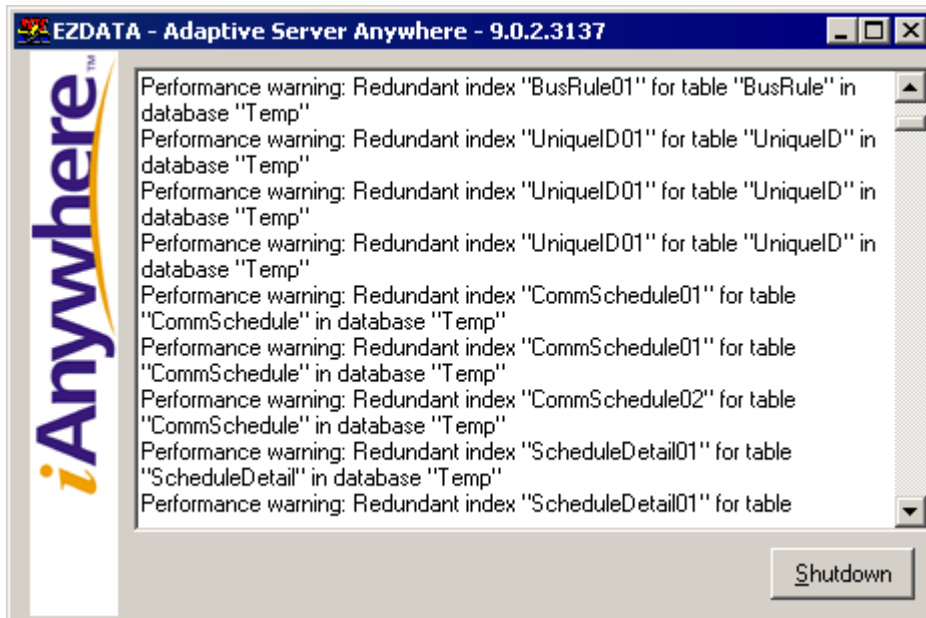 EZDATA - Adaptive Server Anywhere - 9.0.2.3137
iAnywhere™
Performance warning: Redundant index "BusRule01" for table "BusRule" in
database "Temp"
Performance warning: Redundant index "UniqueID01" for table "UniqueID" in
database "Temp"
Performance warning: Redundant index "UniqueID01" for table "UniqueID" in
database "Temp"
Performance warning: Redundant index "UniqueID01" for table "UniqueID" in
database "Temp"
Performance warning: Redundant index "CommSchedule01" for table
"CommSchedule" in database "Temp"
Performance warning: Redundant index "CommSchedule01" for table
"CommSchedule" in database "Temp"
Performance warning: Redundant index "CommSchedule02" for table
"CommSchedule" in database "Temp"
Performance warning: Redundant index "ScheduleDetail01" for table
"ScheduleDetail" in database "Temp"
Performance warning: Redundant index "ScheduleDetail01" for table
Shutdown